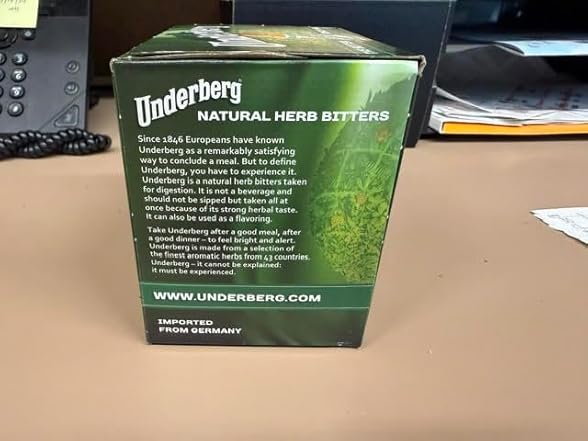 Underberg®
NATURAL HERB BITTERS
Since 1846 Europeans have known
Underberg as a remarkably satisfying
way to conclude a meal. But to define
Underberg, you have to experience it.
Underberg is a natural herb bitters taken
for digestion. It is not a beverage and
should not be sipped but taken all at
once because of its strong herbal taste.
It can also be used as a flavoring.
Take Underberg after a good meal, after
a good dinner – to feel bright and alert.
Underberg is made from a selection of
the finest aromatic herbs from 43 countries.
Underberg – it cannot be explained:
it must be experienced.
WWW.UNDERBERG.COM
IMPORTED
FROM GERMANY